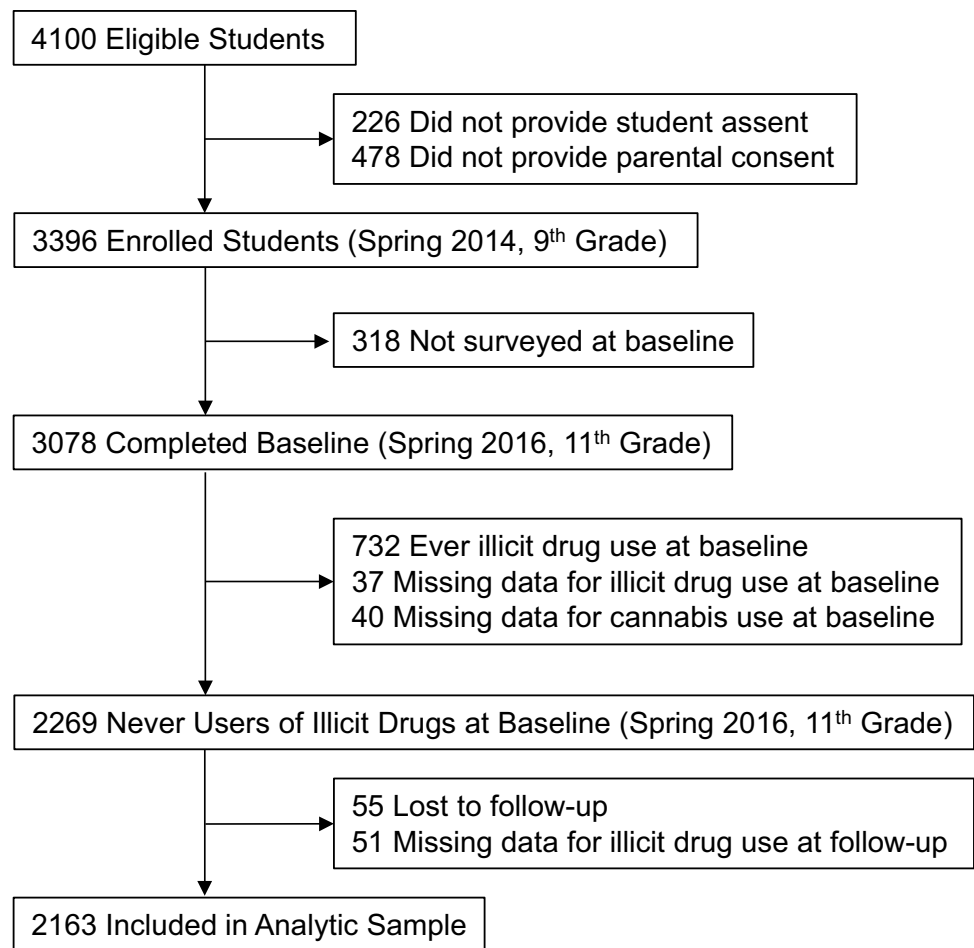 4100 Eligible Students
226 Did not provide student assent
478 Did not provide parental consent
3396 Enrolled Students (Spring 2014, 9th Grade)
318 Not surveyed at baseline
3078 Completed Baseline (Spring 2016, 11th Grade)
732 Ever illicit drug use at baseline
37 Missing data for illicit drug use at baseline
40 Missing data for cannabis use at baseline
2269 Never Users of Illicit Drugs at Baseline (Spring 2016, 11th Grade)
55 Lost to follow-up
51 Missing data for illicit drug use at follow-up
2163 Included in Analytic Sample